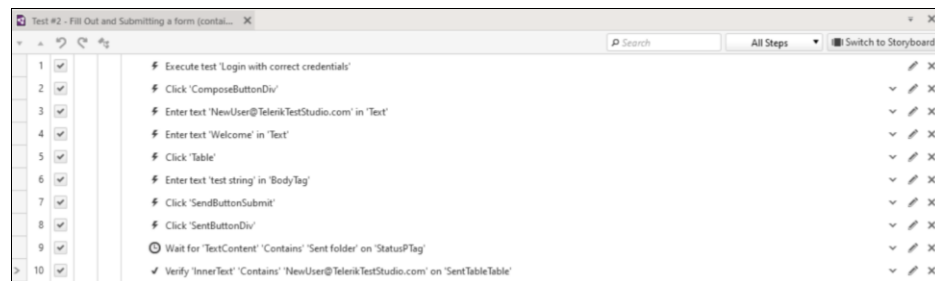 Test #2 - Fill Out and Submitting a form (contai...
Search
All Steps
Switch to Storyboard
1 Execute test 'Login with correct credentials'
2 Click 'ComposeButtonDiv'
3 Enter text 'NewUser@TelerikTestStudio.com' in 'Text'
4 Enter text 'Welcome' in 'Text'
5 Click 'Table'
6 Enter text 'test string' in 'BodyTag'
7 Click 'SendButtonSubmit'
8 Click 'SentButtonDiv'
9 Wait for 'TextContent' 'Contains' 'Sent folder' on 'StatusPTag'
10 Verify 'InnerText' 'Contains' 'NewUser@TelerikTestStudio.com' on 'SentTableTable'